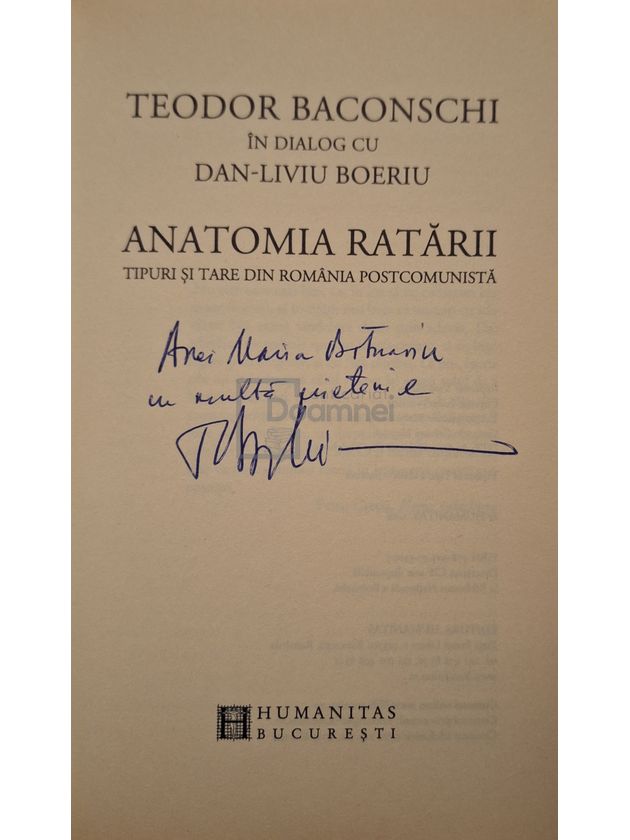 TEODOR BACONSCHI
ÎN DIALOG CU
DAN-LIVIU BOERIU
ANATOMIA RATĂRII
TIPURI ȘI TARE DIN ROMÂNIA POSTCOMUNISTĂ
Anei Maria
cu multă prietenie
Doamnei
HUMANITAS
BUCUREȘTI